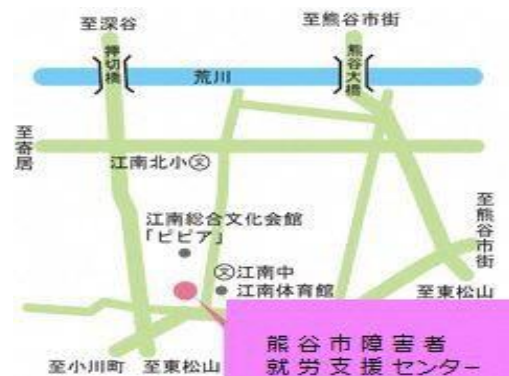 至深谷
至熊谷市街
押切橋
熊谷大橋
荒川
至寄居
江南北小㊛文
至熊谷市街
江南総合文化会館
「ピピア」
文江南中
江南体育館
至東松山
熊谷市障害者
就労支援センター
至小川町
至東松山